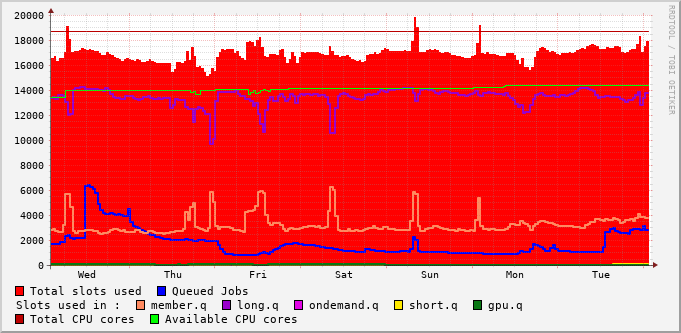 20000
18000
16000
14000
12000
10000
8000
6000
4000
2000
0
Wed Thu Fri Sat Sun Mon Tue
Total slots used Queued Jobs
Slots used in : member.q long.q ondemand.q short.q gpu.q
Total CPU cores Available CPU cores
RRDTOOL / TOBI OETIKER